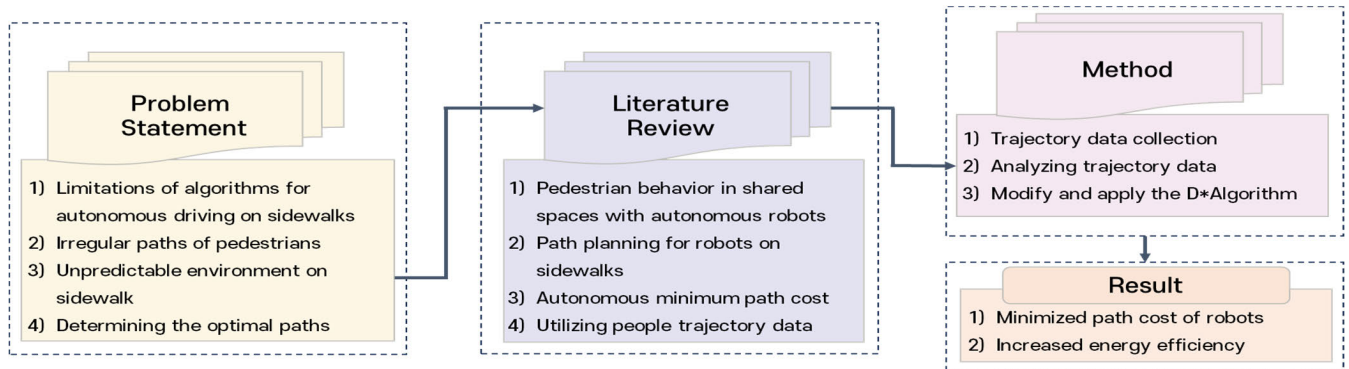 Problem
Statement
1) Limitations of algorithms for
autonomous driving on sidewalks
2) Irregular paths of pedestrians
3) Unpredictable environment on
sidewalk
4) Determining the optimal paths
Literature
Review
1) Pedestrian behavior in shared
spaces with autonomous robots
2) Path planning for robots on
sidewalks
3) Autonomous minimum path cost
4) Utilizing people trajectory data
Method
1) Trajectory data collection
2) Analyzing trajectory data
3) Modify and apply the D*Algorithm
Result
1) Minimized path cost of robots
2) Increased energy efficiency